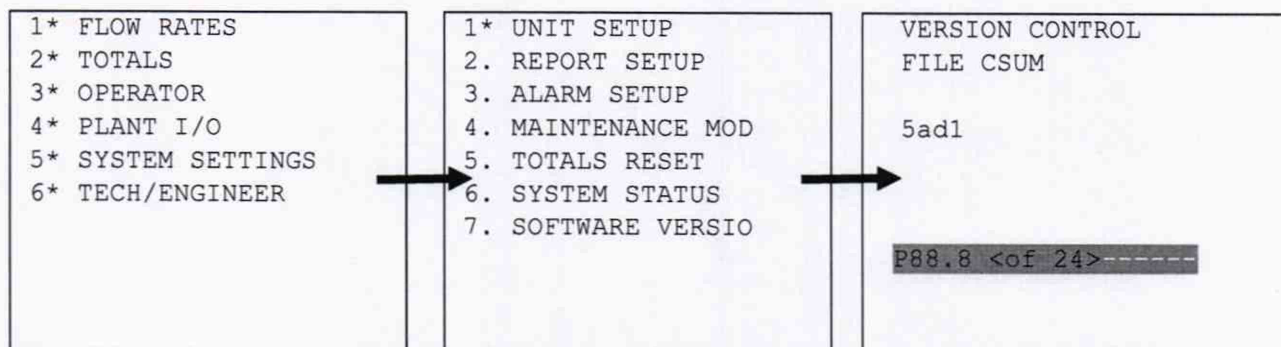 1* FLOW RATES
2* TOTALS
3* OPERATOR
4* PLANT I/O
5* SYSTEM SETTINGS
6* TECH/ENGINEER
1* UNIT SETUP
2. REPORT SETUP
3. ALARM SETUP
4. MAINTENANCE MOD
5. TOTALS RESET
6. SYSTEM STATUS
7. SOFTWARE VERSIO
VERSION CONTROL
FILE CSUM
5ad1
P88.8 <of 24>------